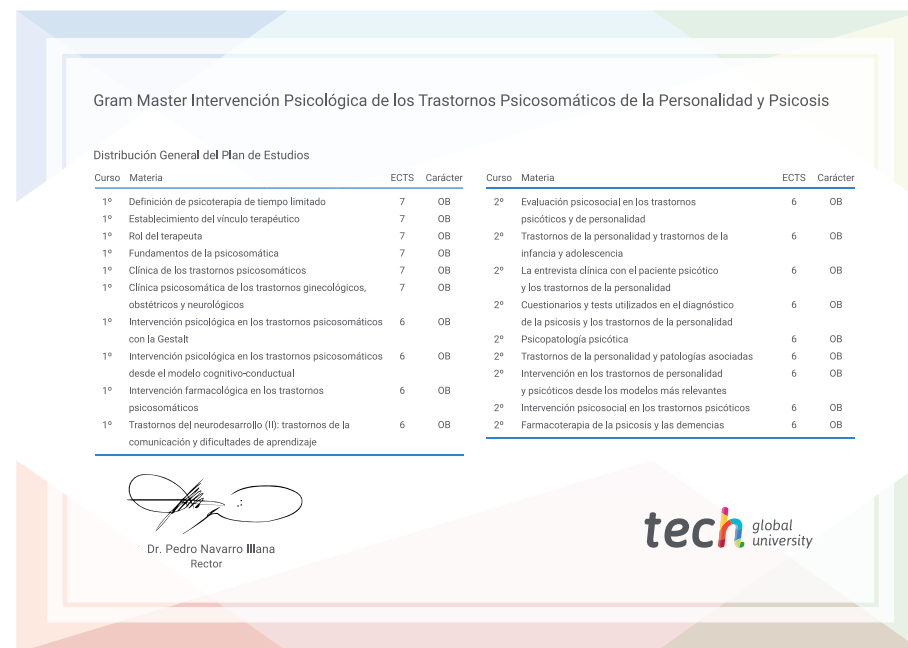 Gram Master Intervención Psicológica de los Trastornos Psicosomáticos de la Personalidad y Psicosis
Distribución General del Plan de Estudios
Curso Materia ECTS Carácter
1º Definición de psicoterapia de tiempo limitado 7 OB
1º Establecimiento del vínculo terapéutico 7 OB
1º Rol del terapeuta 7 OB
1º Fundamentos de la psicosomática 7 OB
1º Clínica de los trastornos psicosomáticos 7 OB
1º Clínica psicosomática de los trastornos ginecológicos, 7 OB
obstétricos y neurológicos
1º Intervención psicológica en los trastornos psicosomáticos 6 OB
con la Gestalt
1º Intervención psicológica en los trastornos psicosomáticos 6 OB
desde el modelo cognitivo-conductual
1º Intervención farmacológica en los trastornos 6 OB
psicosomáticos
1º Trastornos del neurodesarrollo (II): trastornos de la 6 OB
comunicación y dificultades de aprendizaje
Curso Materia ECTS Carácter
2º Evaluación psicosocial en los trastornos 6 OB
psicóticos y de personalidad
2º Trastornos de la personalidad y trastornos de la 6 OB
infancia y adolescencia
2º La entrevista clínica con el paciente psicótico 6 OB
y los trastornos de la personalidad
2º Cuestionarios y tests utilizados en el diagnóstico 6 OB
de la psicosis y los trastornos de la personalidad
2º Psicopatología psicótica 6 OB
2º Trastornos de la personalidad y patologías asociadas 6 OB
2º Intervención en los trastornos de personalidad 6 OB
y psicóticos desde los modelos más relevantes
2º Intervención psicosocial en los trastornos psicóticos 6 OB
2º Farmacoterapia de la psicosis y las demencias 6 OB
Dr. Pedro Navarro Illana
Rector
tech global
university